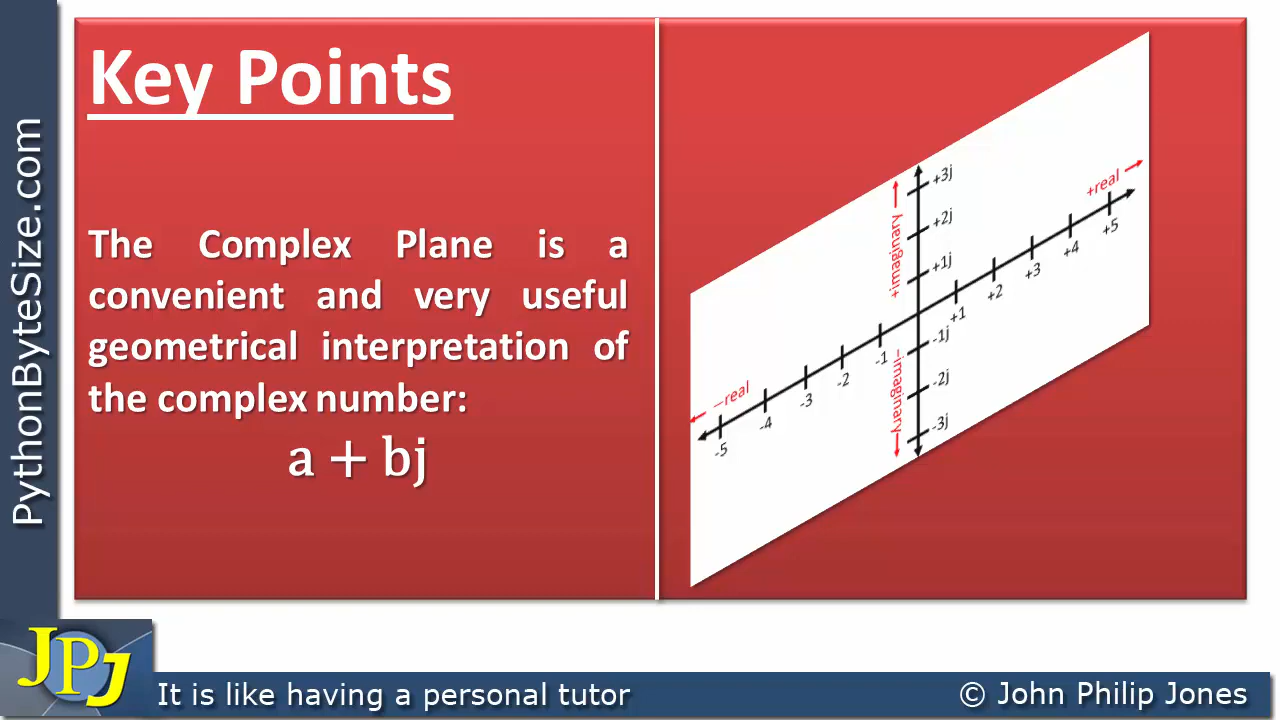 PythonByteSize.com
Key Points
The Complex Plane is a
convenient and very useful
geometrical interpretation of
the complex number:
a + bj
+3j
+2j
+1j
-1j
-2j
-3j
+imaginary
–imaginary
+real
–real
-5
-4
-3
-2
-1
+1
+2
+3
+4
+5
JPJ
It is like having a personal tutor
© John Philip Jones